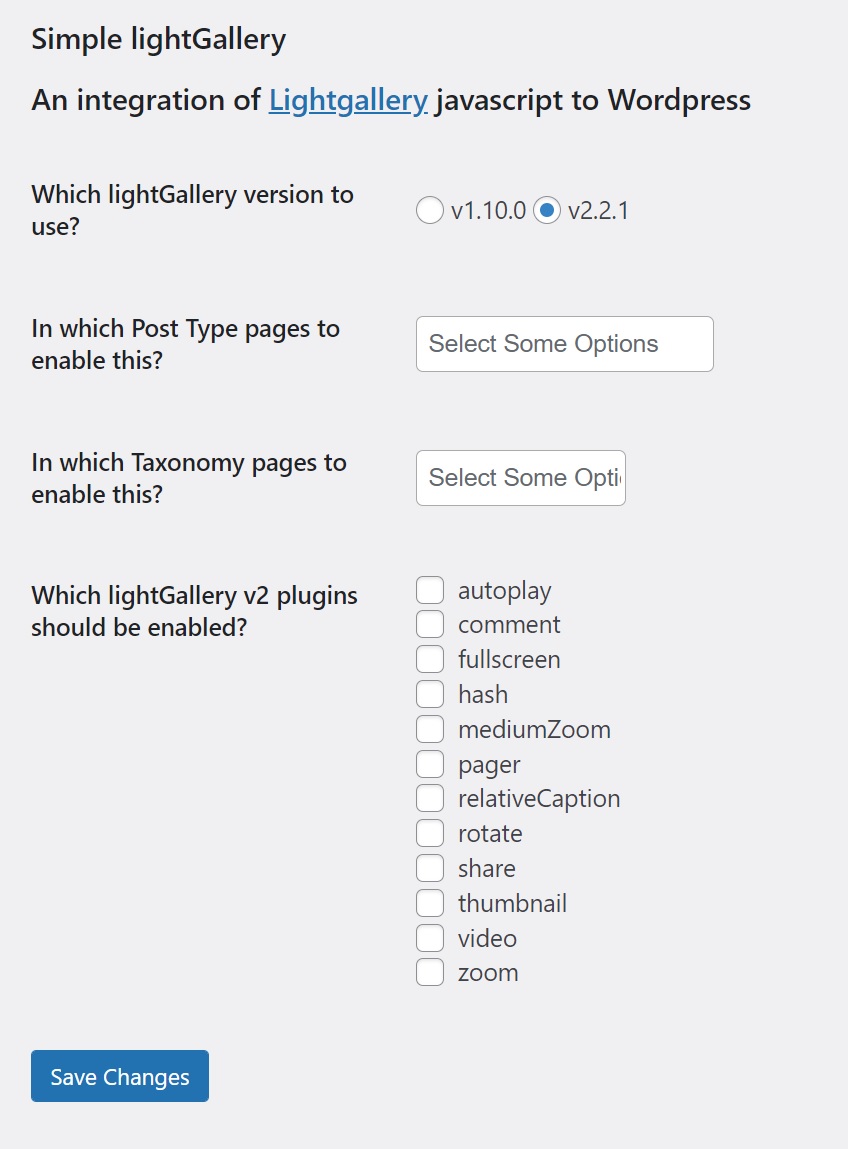 Simple lightGallery
An integration of Lightgallery javascript to Wordpress
Which lightGallery version to
use?
v1.10.0 v2.2.1
In which Post Type pages to
enable this?
Select Some Options
In which Taxonomy pages to
enable this?
Select Some Opti
Which lightGallery v2 plugins
should be enabled?
autoplay
comment
fullscreen
hash
mediumZoom
pager
relativeCaption
rotate
share
thumbnail
video
zoom
Save Changes